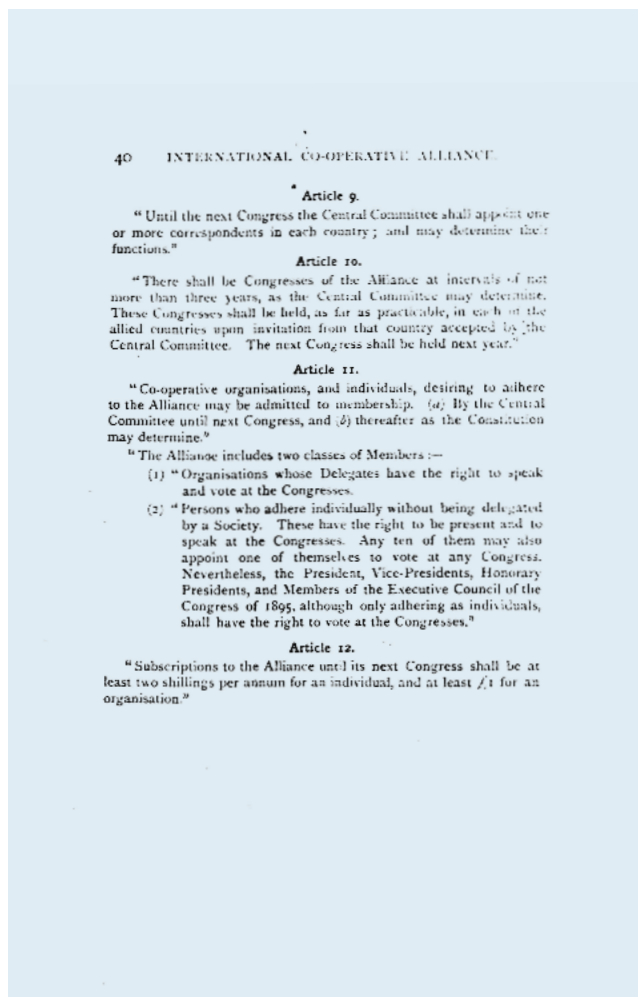 40 INTERNATIONAL CO-OPERATIVE ALLIANCE.
Article 9.
“ Until the next Congress the Central Committee shall appoint one
or more correspondents in each country ; and may determine their
functions.”
Article 10.
“There shall be Congresses of the Alliance at intervals of not
more than three years, as the Central Committee may determine.
These Congresses shall be held, as far as practicable, in each of the
allied countries upon invitation from that country accepted by the
Central Committee. The next Congress shall be held next year.”
Article 11.
“Co-operative organisations, and individuals, desiring to adhere
to the Alliance may be admitted to membership. (a) By the Central
Committee until next Congress, and (b) thereafter as the Constitution
may determine.”
“The Alliance includes two classes of Members :—
(1) “Organisations whose Delegates have the right to speak
and vote at the Congresses.
(2) “Persons who adhere individually without being delegated
by a Society. These have the right to be present and to
speak at the Congresses. Any ten of them may also
appoint one of themselves to vote at any Congress.
Nevertheless, the President, Vice-Presidents, Honorary
Presidents, and Members of the Executive Council of the
Congress of 1895, although only adhering as individuals,
shall have the right to vote at the Congresses.”
Article 12.
“Subscriptions to the Alliance until its next Congress shall be at
least two shillings per annum for an individual, and at least £1 for an
organisation.”